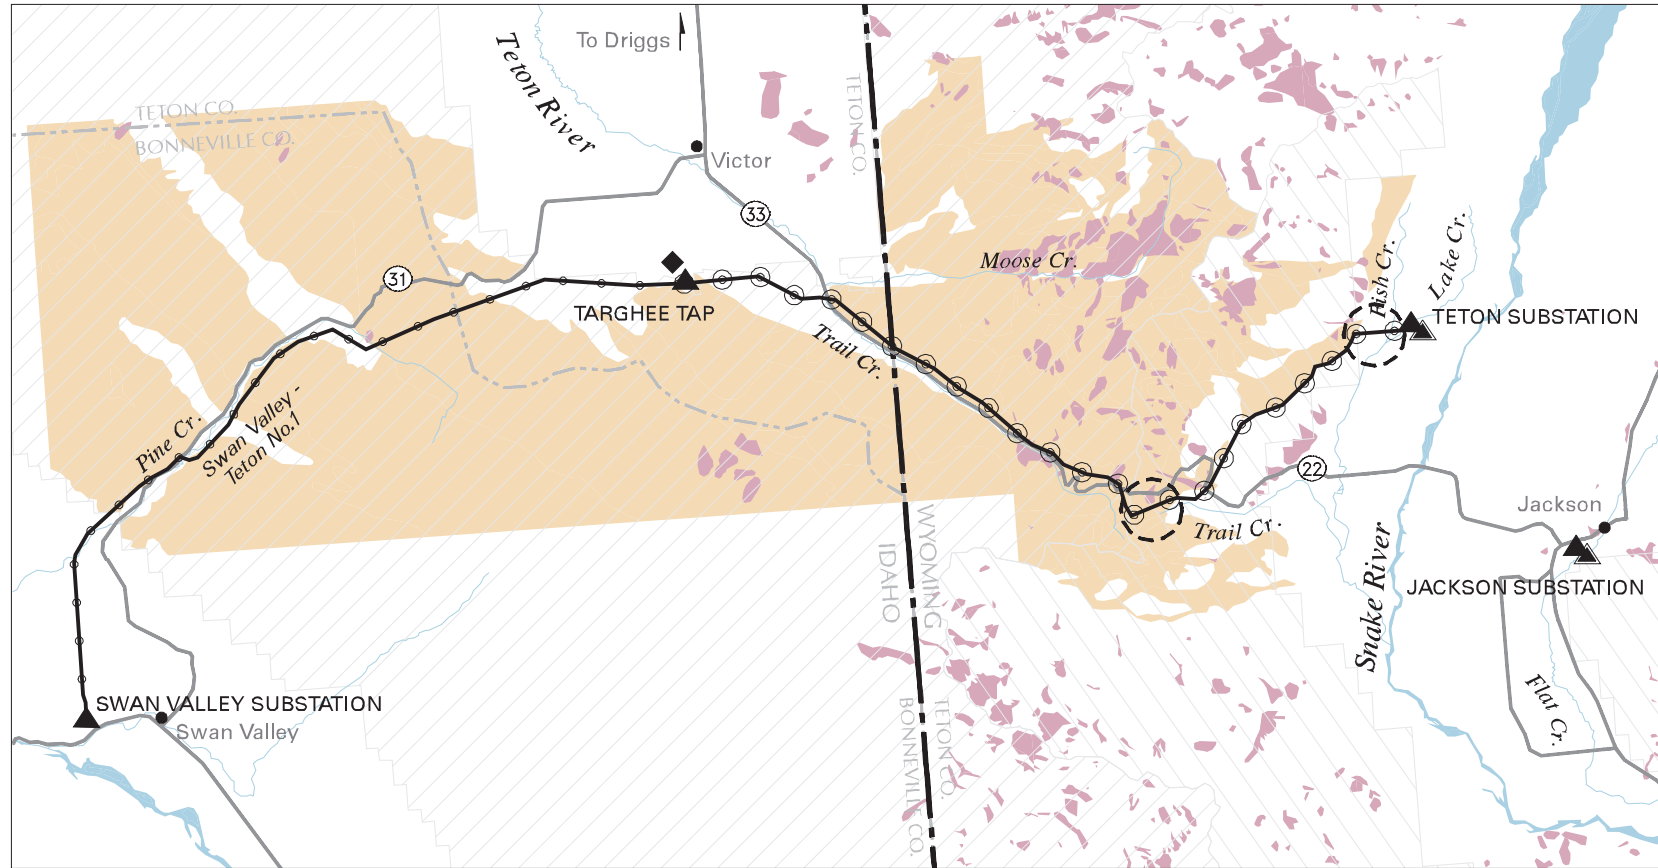 To Driggs
Teton River
TETON CO.
BONNEVILLE CO.
TETON CO.
Victor
33
31
Moose Cr.
Fish Cr.
Lake Cr.
TARGHEE TAP
TETON SUBSTATION
Trail Cr.
Pine Cr.
Swan Valley -
Teton No.1
22
Jackson
Trail Cr.
WYOMING
IDAHO
JACKSON SUBSTATION
Snake River
Flat Cr.
SWAN VALLEY SUBSTATION
Swan Valley
TETON CO.
BONNEVILLE CO.